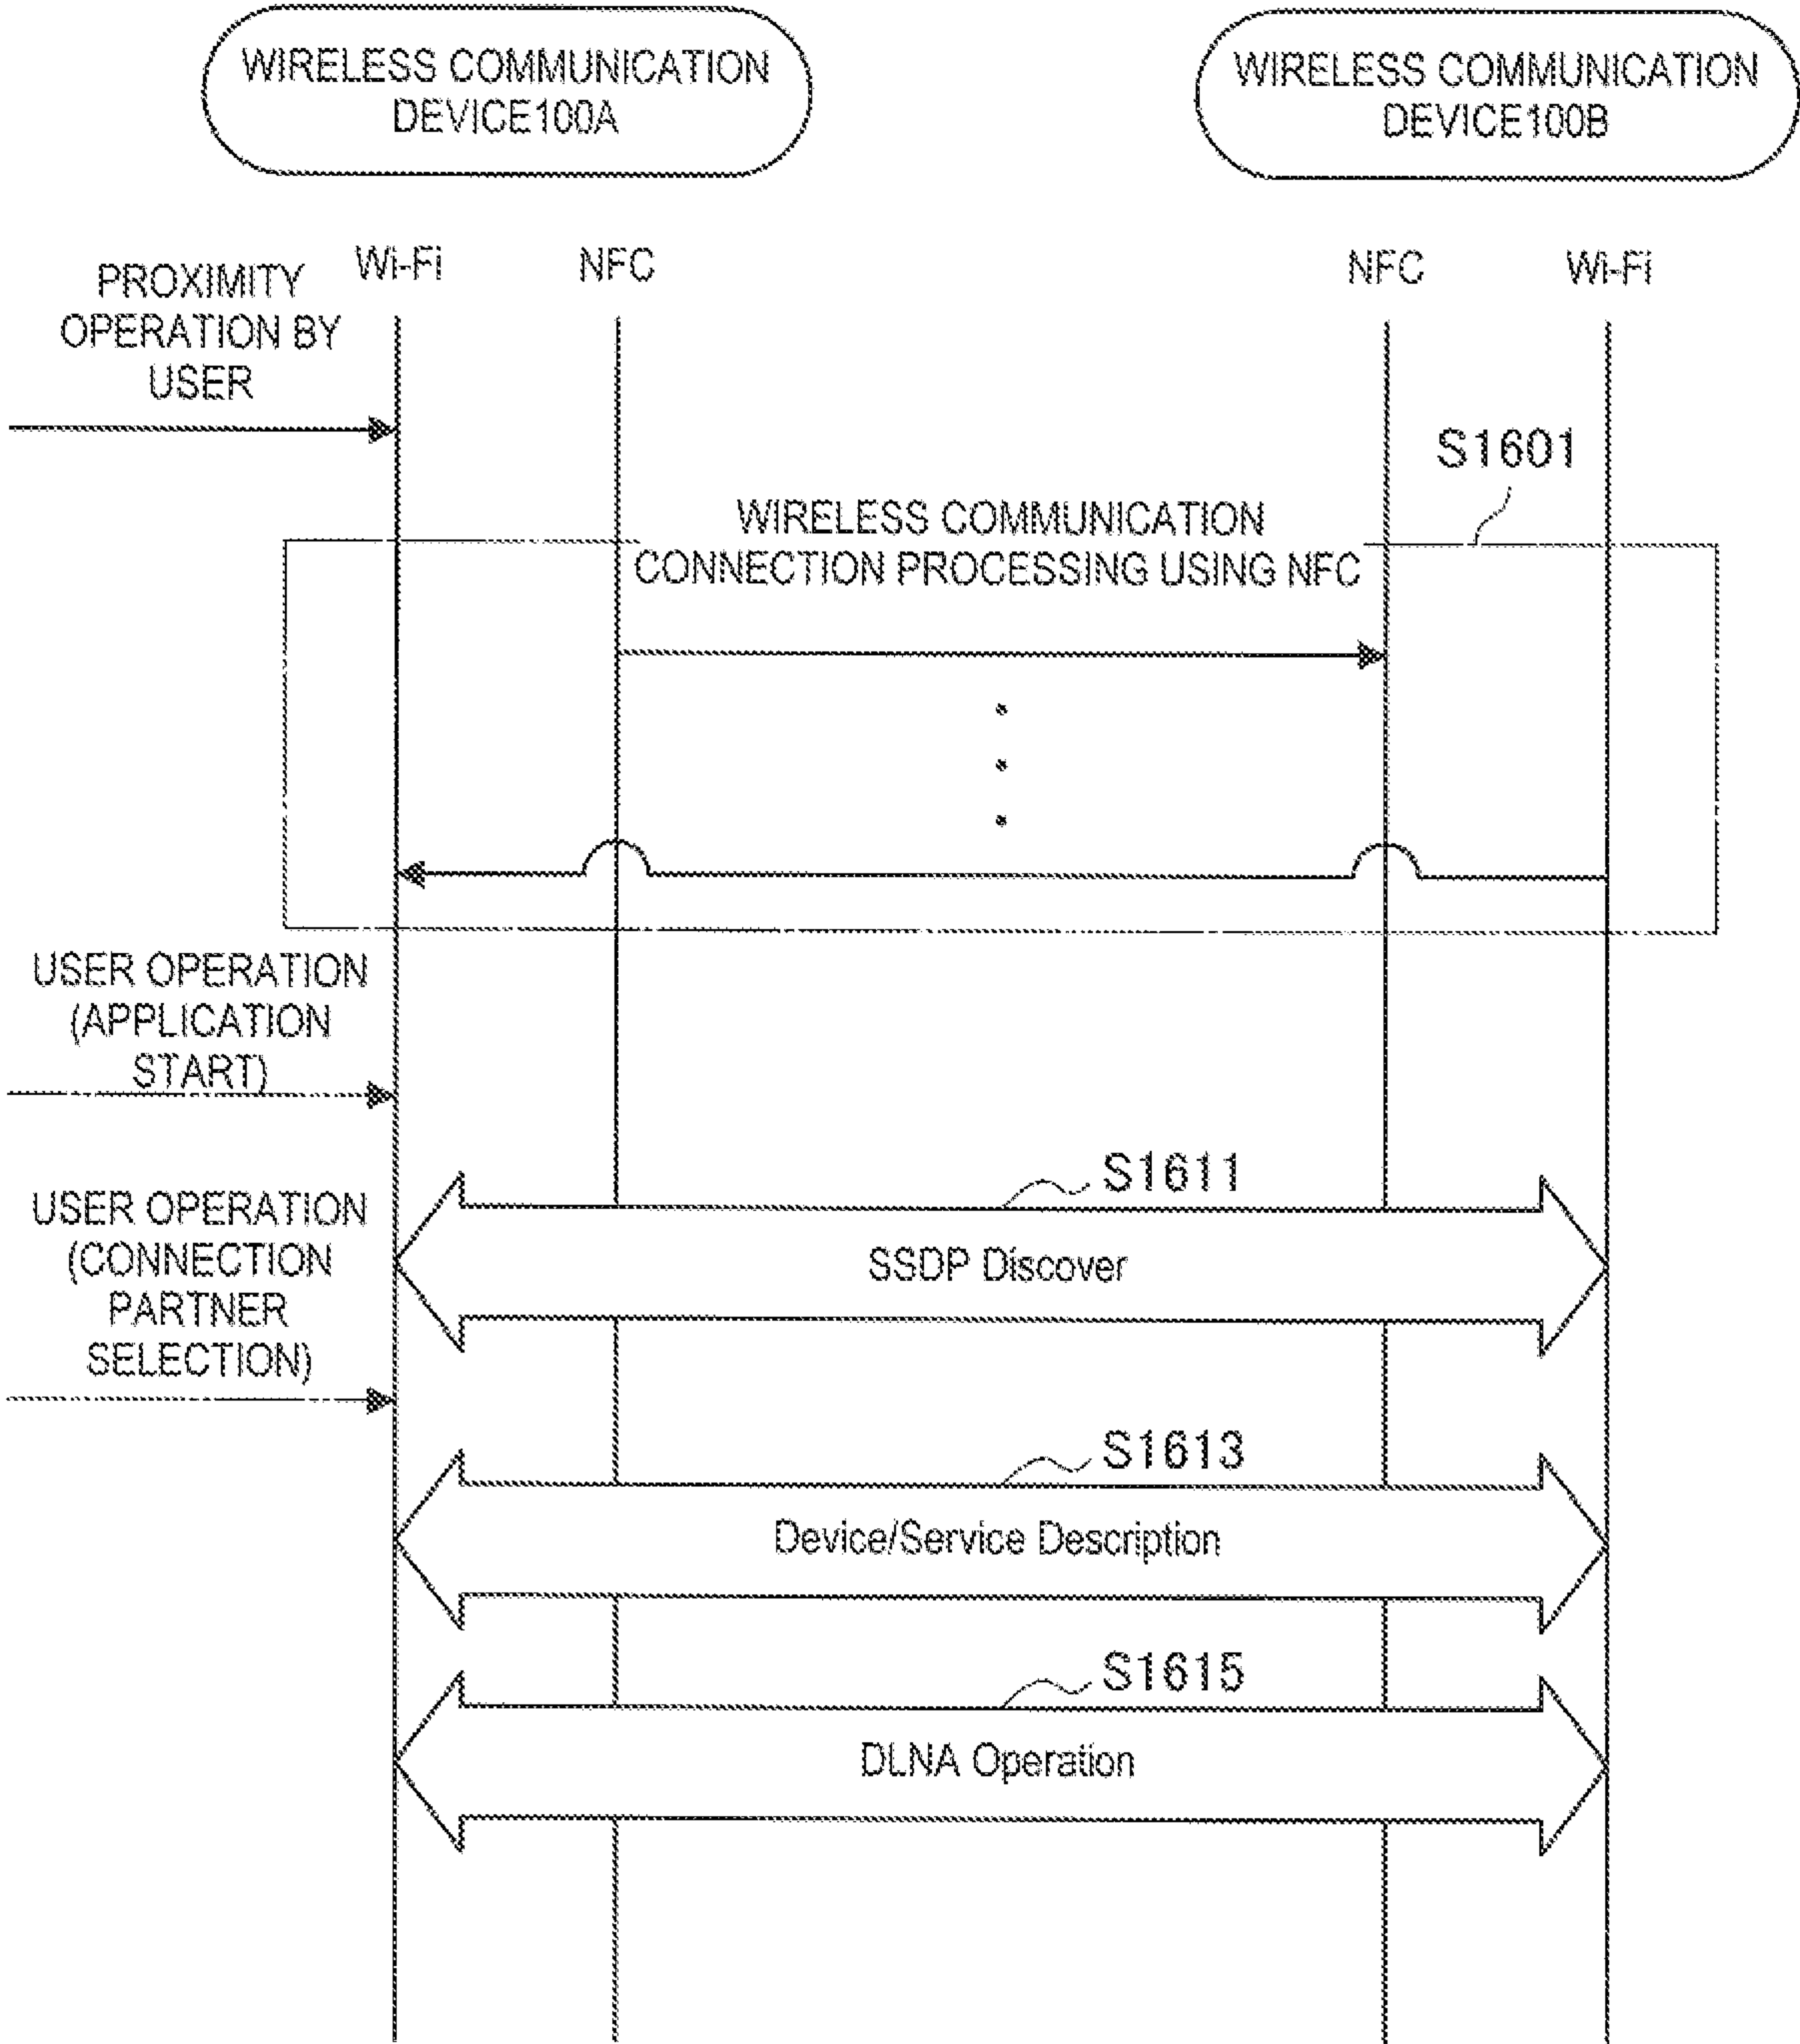 WIRELESS COMMUNICATION
DEVICE100A
WIRELESS COMMUNICATION
DEVICE100B
Wi-Fi
NFC
NFC
Wi-Fi
PROXIMITY
OPERATION BY
USER
S1601
WIRELESS COMMUNICATION
CONNECTION PROCESSING USING NFC
USER OPERATION
(APPLICATION
START)
S1611
SSDP Discover
USER OPERATION
(CONNECTION
PARTNER
SELECTION)
S1613
Device/Service Description
S1615
DLNA Operation